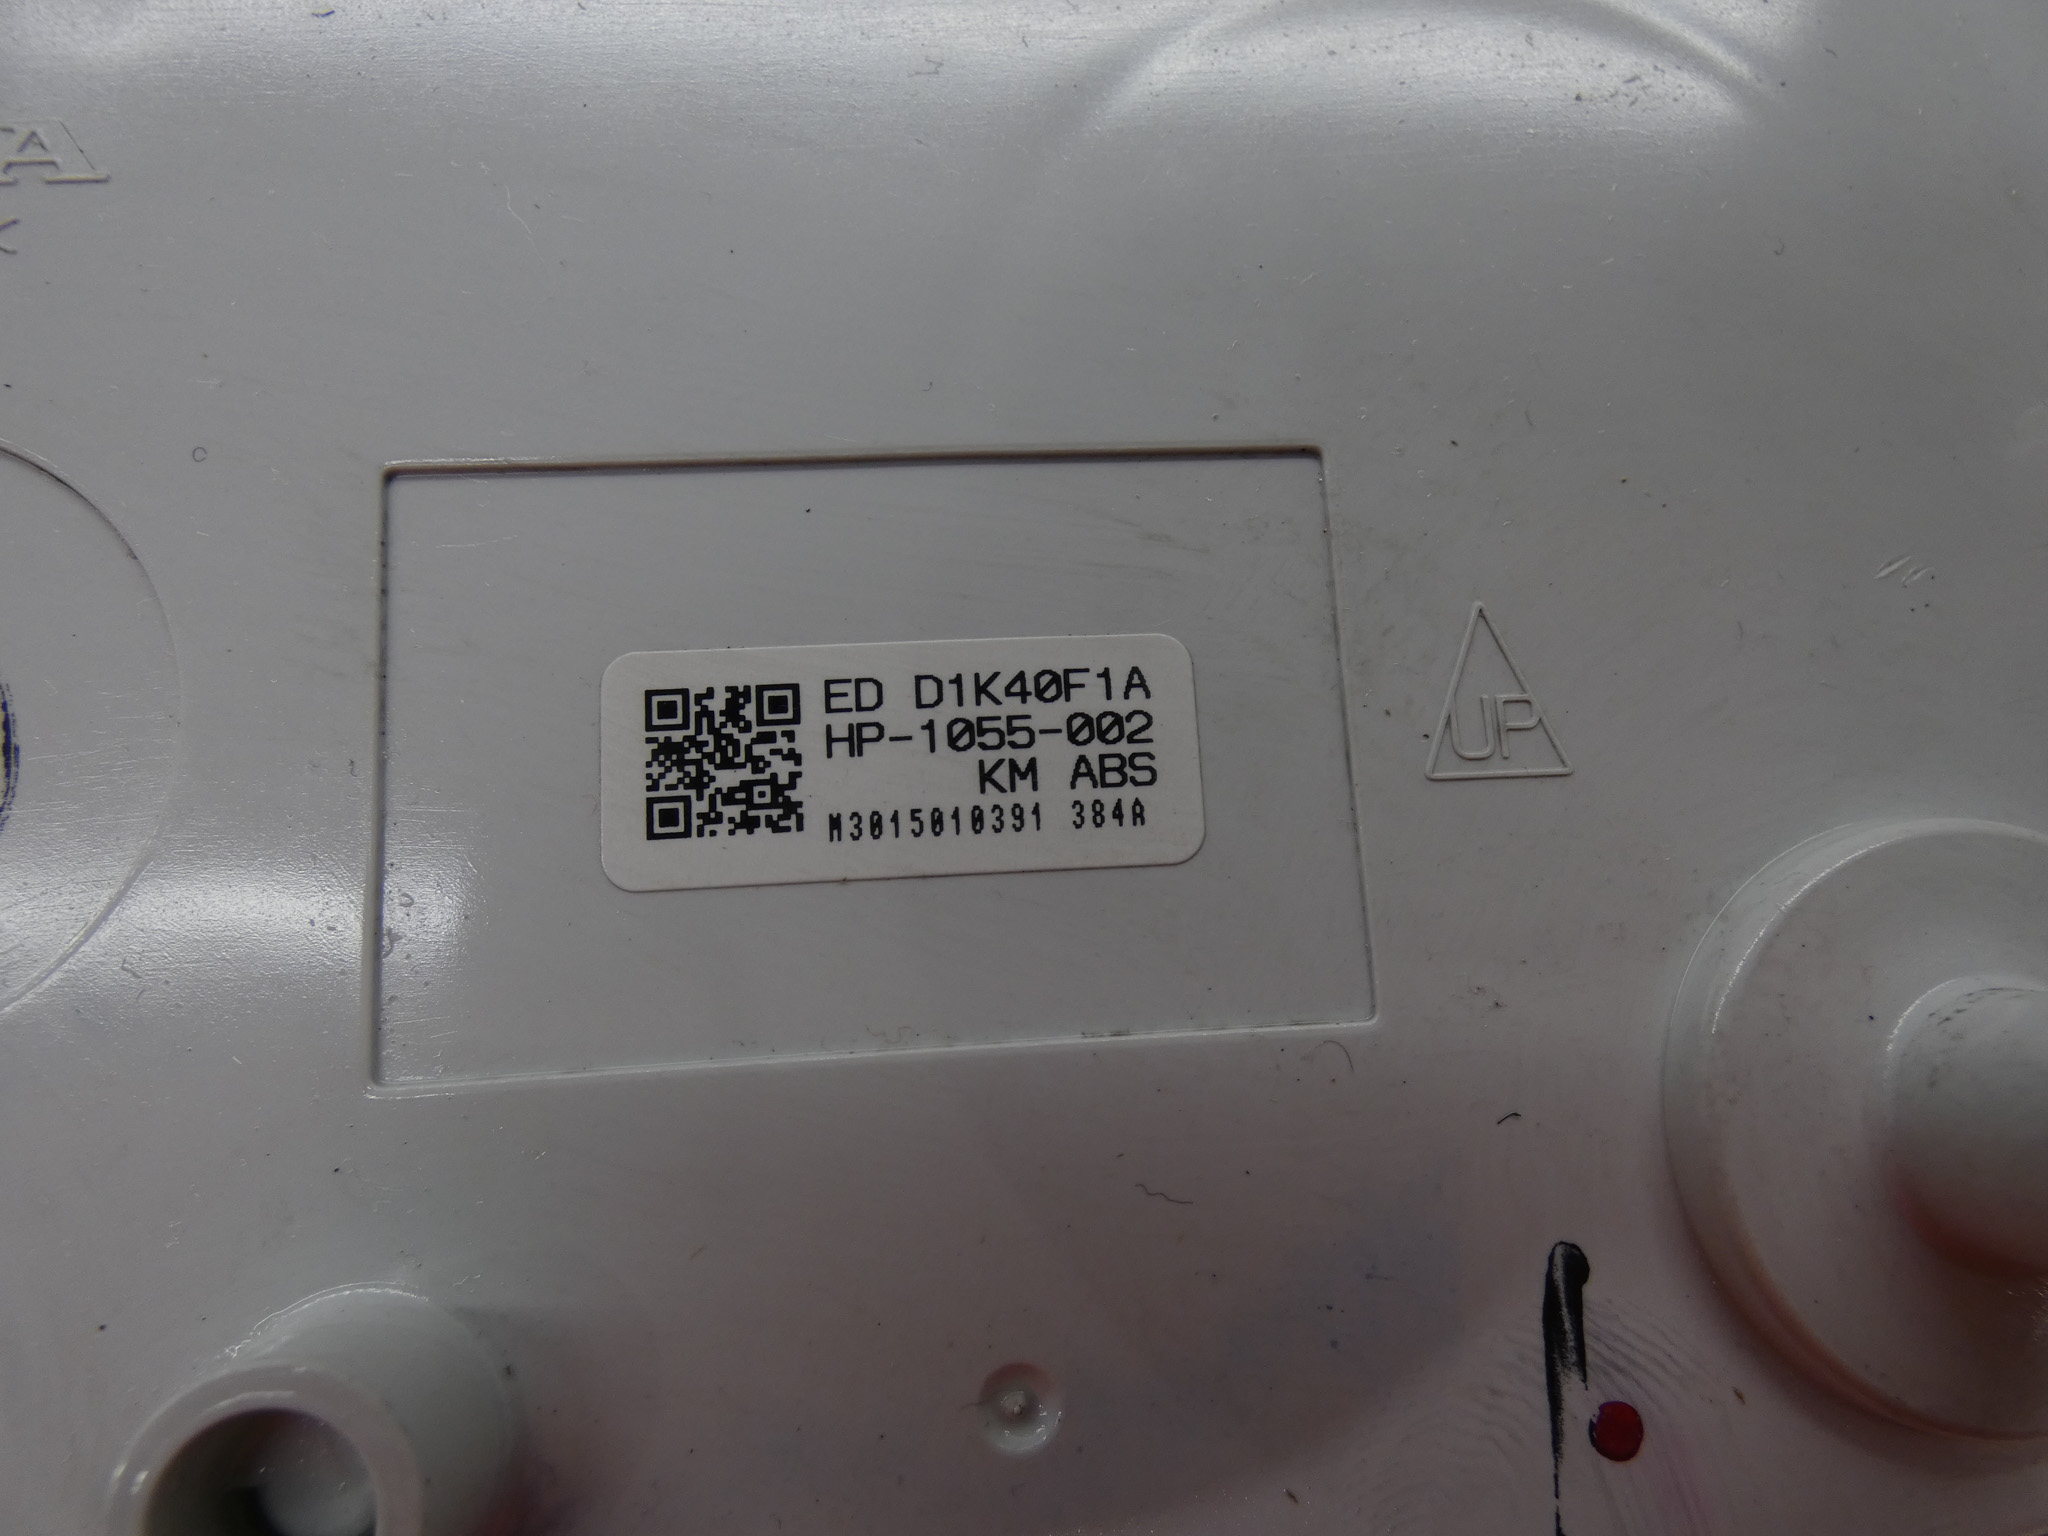 ED D1K40F1A
HP-1055-002
KM ABS
M3015010391 384A
UP